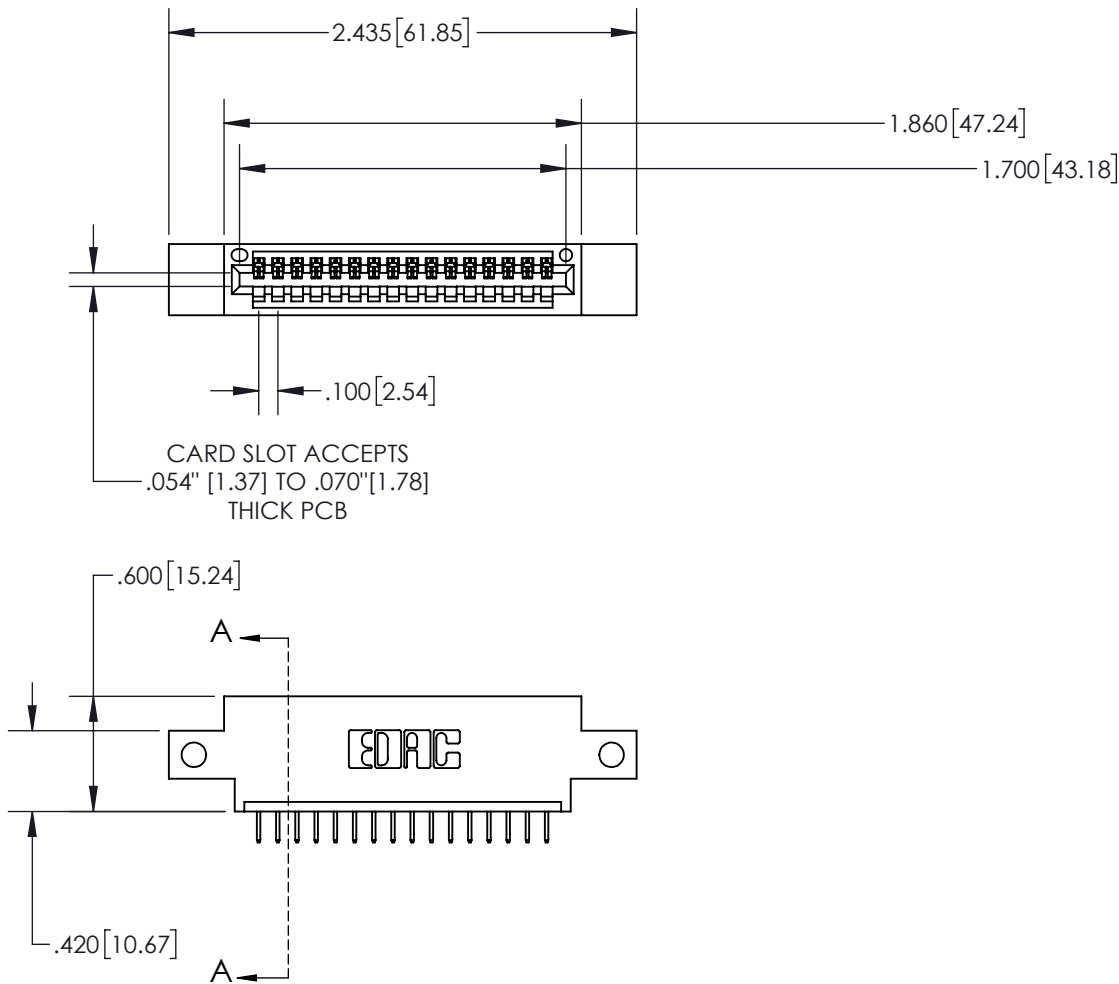 2.435[61.85]
1.860[47.24]
1.700[43.18]
.100[2.54]
CARD SLOT ACCEPTS
.054" [1.37] TO .070"[1.78]
THICK PCB
.600[15.24]
A
EDAC
.420[10.67]
A